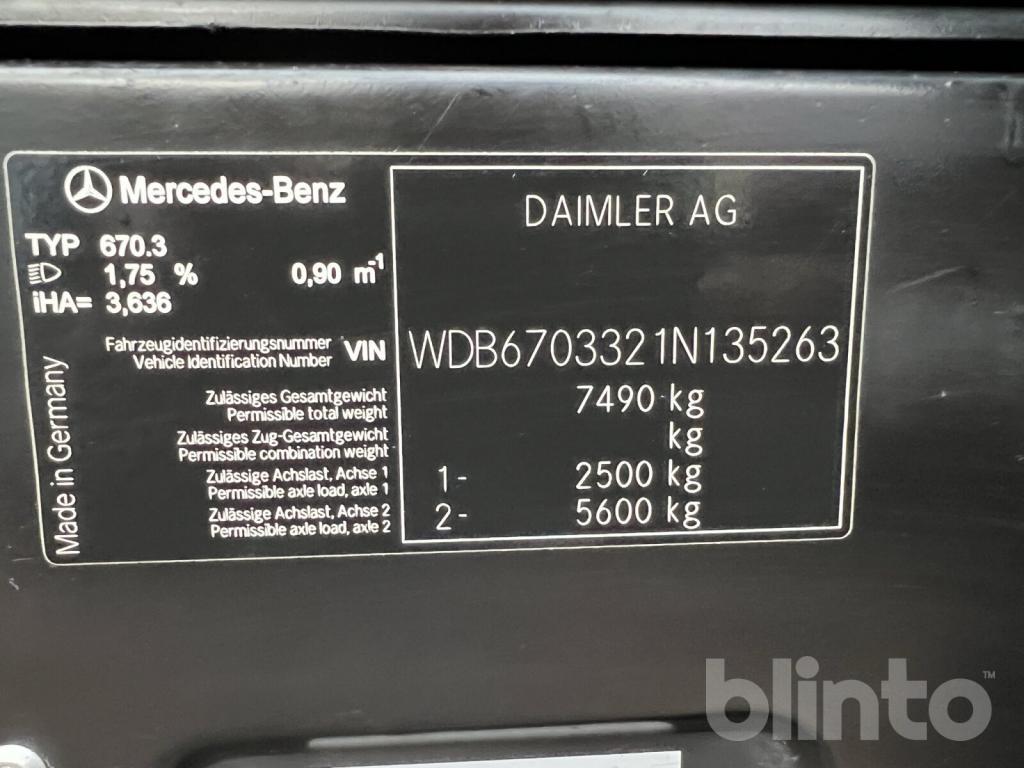 Mercedes-Benz
TYP 670.3
1,75 % 0,90 m-1
iHA= 3,636
Made in Germany
DAIMLER AG
Fahrzeugidentifizierungsnummer
Vehicle Identification Number VIN WDB6703321N135263
Zulässiges Gesamtgewicht
Permissible total weight 7490 kg
Zulässiges Zug-Gesamtgewicht
Permissible combination weight kg
Zulässige Achslast, Achse 1
Permissible axle load, axle 1 1- 2500 kg
Zulässige Achslast, Achse 2
Permissible axle load, axle 2 2- 5600 kg
blinto™